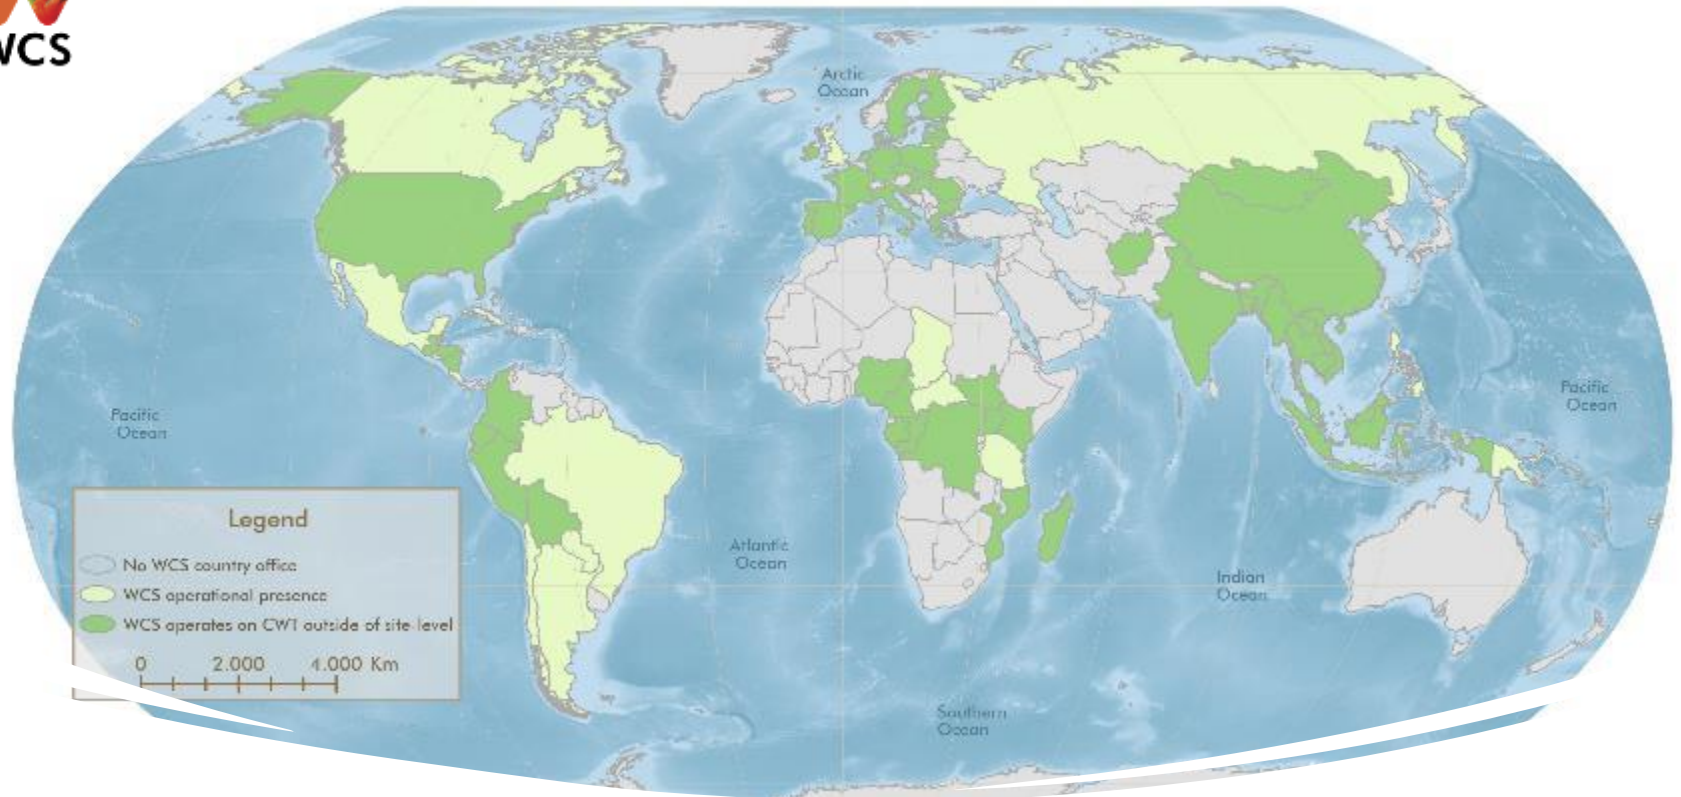 WCS
Arctic
Ocean
Pacific
Ocean
Pacific
Ocean
Atlantic
Ocean
Indian
Ocean
Southern
Ocean
Legend
No WCS country office
WCS operational presence
WCS operates on CWT outside of site-level
0 2.000 4.000 Km